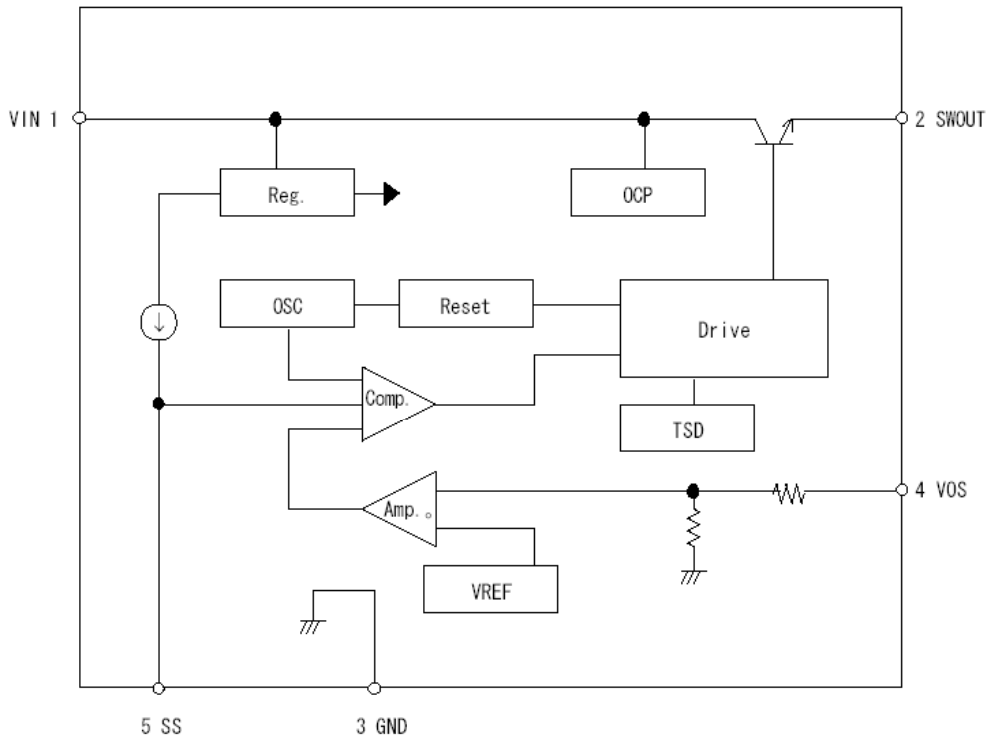 VIN 1
2 SWOUT
Reg.
OCP
OSC
Reset
Drive
Comp.
TSD
Amp.
4 VOS
VREF
5 SS
3 GND